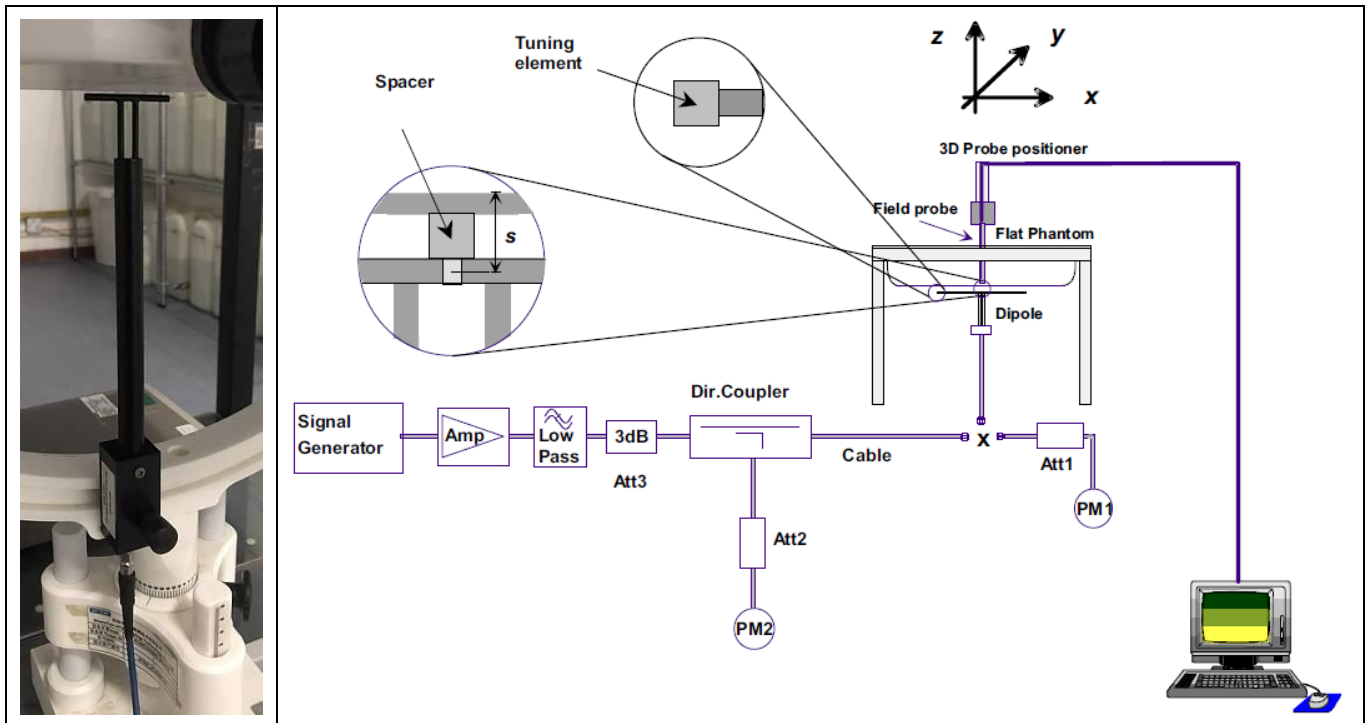 Tuning
element
Spacer
s
z
y
x
3D Probe positioner
Field probe
Flat Phantom
Dipole
Dir.Coupler
Signal
Generator
Amp
Low
Pass
3dB
Att3
Cable
x
Att1
PM1
Att2
PM2